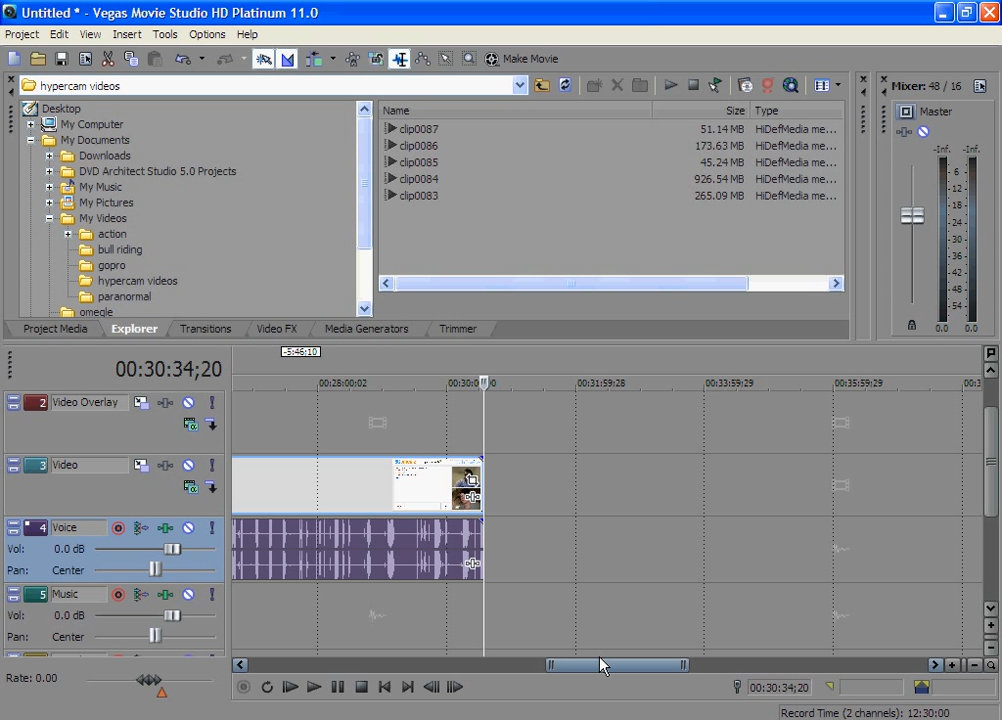 Untitled * - Vegas Movie Studio HD Platinum 11.0
Project Edit View Insert Tools Options Help
Make Movie
hypercam videos
Mixer: 48 / 16
Desktop
My Computer
My Documents
Downloads
DVD Architect Studio 5.0 Projects
My Music
My Pictures
My Videos
action
bull riding
gopro
hypercam videos
paranormal
omegle
Name Size Type
clip0087 51.14 MB HiDefMedia me...
clip0086 173.63 MB HiDefMedia me...
clip0085 45.24 MB HiDefMedia me...
clip0084 926.54 MB HiDefMedia me...
clip0083 265.09 MB HiDefMedia me...
Master
-Inf. -Inf.
6
12
18
24
30
36
42
48
54
0.0 0.0
Project Media Explorer Transitions Video FX Media Generators Trimmer
-5:46:10
00:30:34;20
00:28:00:02 00:30:0 0 00:31:59:28 00:33:59:29 00:35:59:29 00:3
2 Video Overlay
3 Video
4 Voice
Vol: 0.0 dB
Pan: Center
5 Music
Vol: 0.0 dB
Pan: Center
Rate: 0.00
00:30:34;20
Record Time (2 channels): 12:30:00